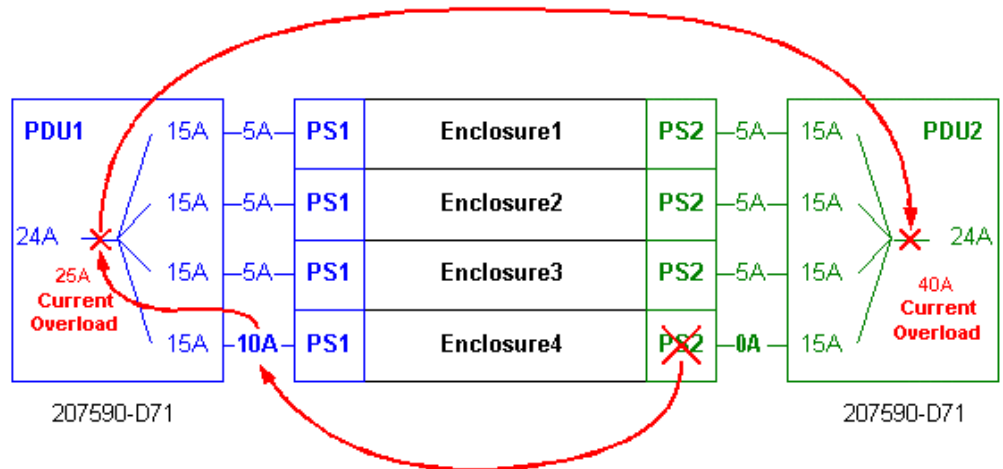 PDU1 15A 5A PS1 Enclosure1 PS2 5A 15A PDU2
15A 5A PS1 Enclosure2 PS2 5A 15A
24A 24A
15A 5A PS1 Enclosure3 PS2 5A 15A
25A
Current
Overload
40A
Current
Overload
15A 10A PS1 Enclosure4 PS2 0A 15A
207590-D71 207590-D71